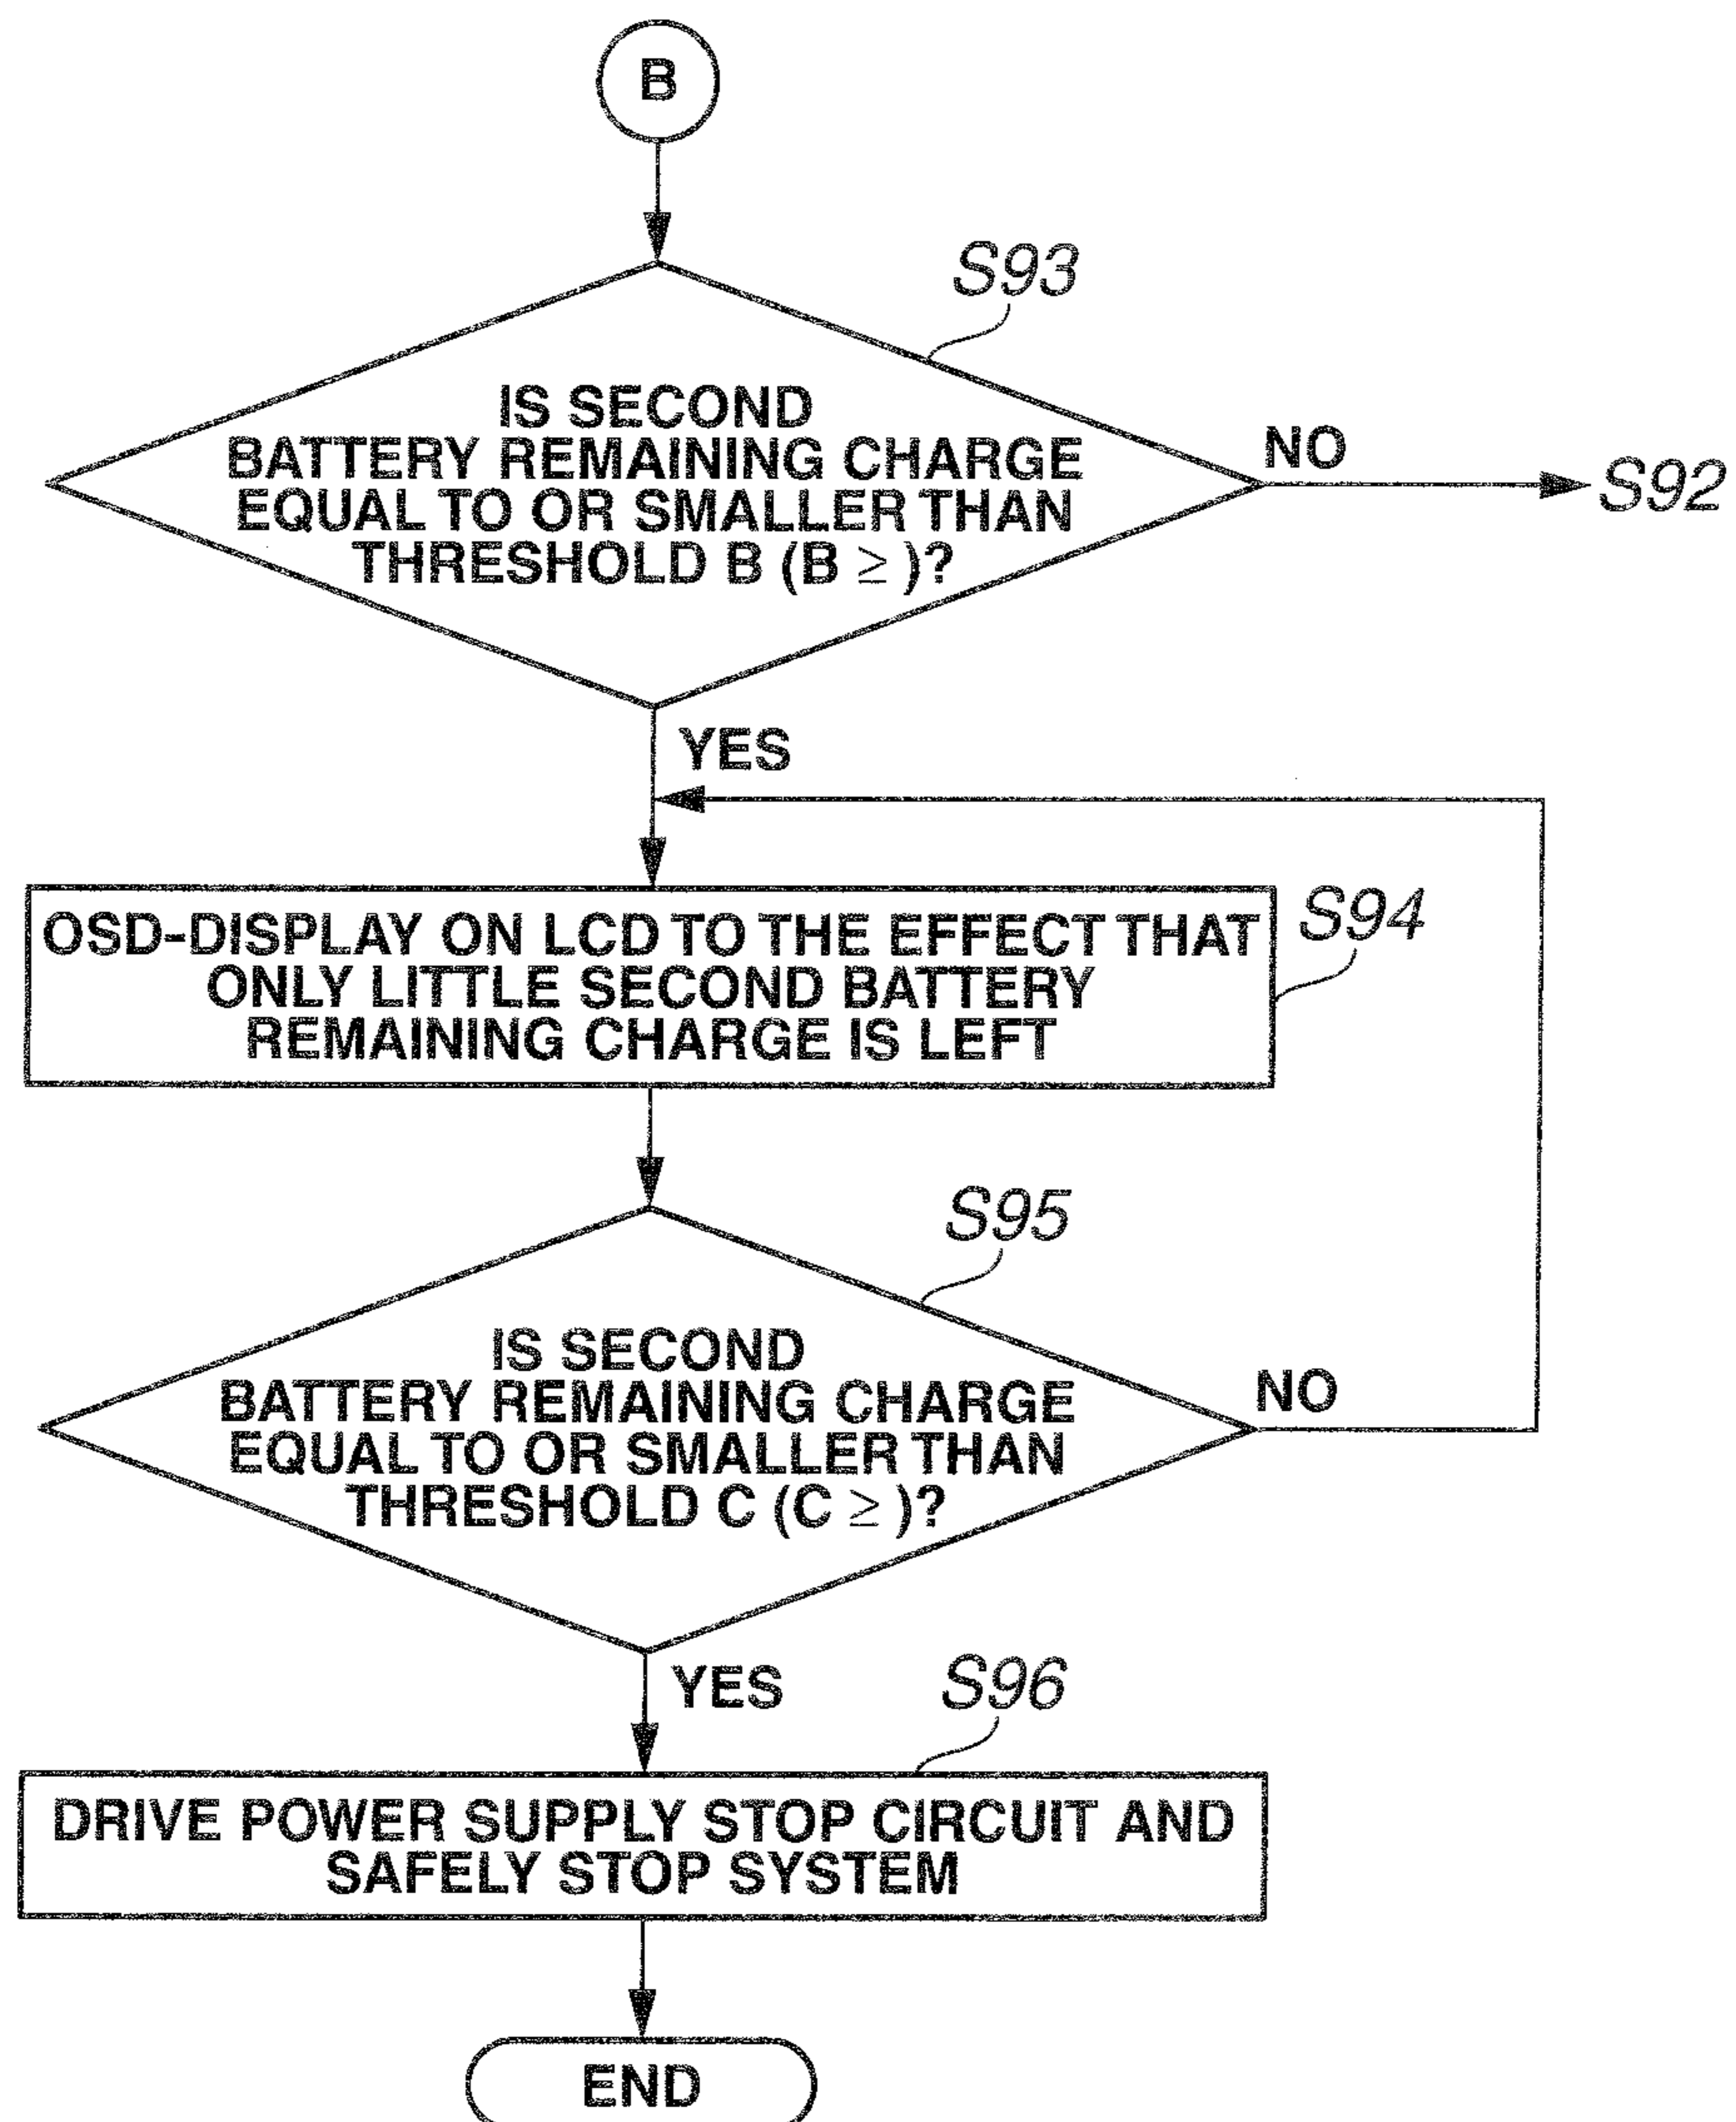 B
S93
IS SECOND
BATTERY REMAINING CHARGE
EQUAL TO OR SMALLER THAN
THRESHOLD B (B ≥ )?
NO
S92
YES
OSD-DISPLAY ON LCD TO THE EFFECT THAT
ONLY LITTLE SECOND BATTERY
REMAINING CHARGE IS LEFT
S94
S95
IS SECOND
BATTERY REMAINING CHARGE
EQUAL TO OR SMALLER THAN
THRESHOLD C (C ≥ )?
NO
YES
S96
DRIVE POWER SUPPLY STOP CIRCUIT AND
SAFELY STOP SYSTEM
END